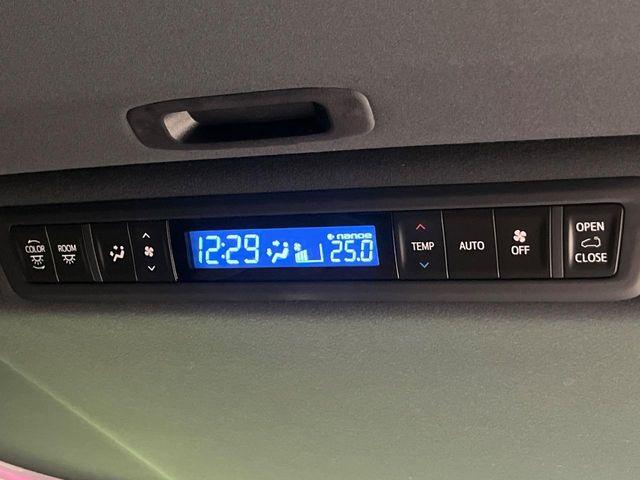 COLOR
ROOM
12:29
nanoe
25.0
TEMP
AUTO
OFF
OPEN
CLOSE